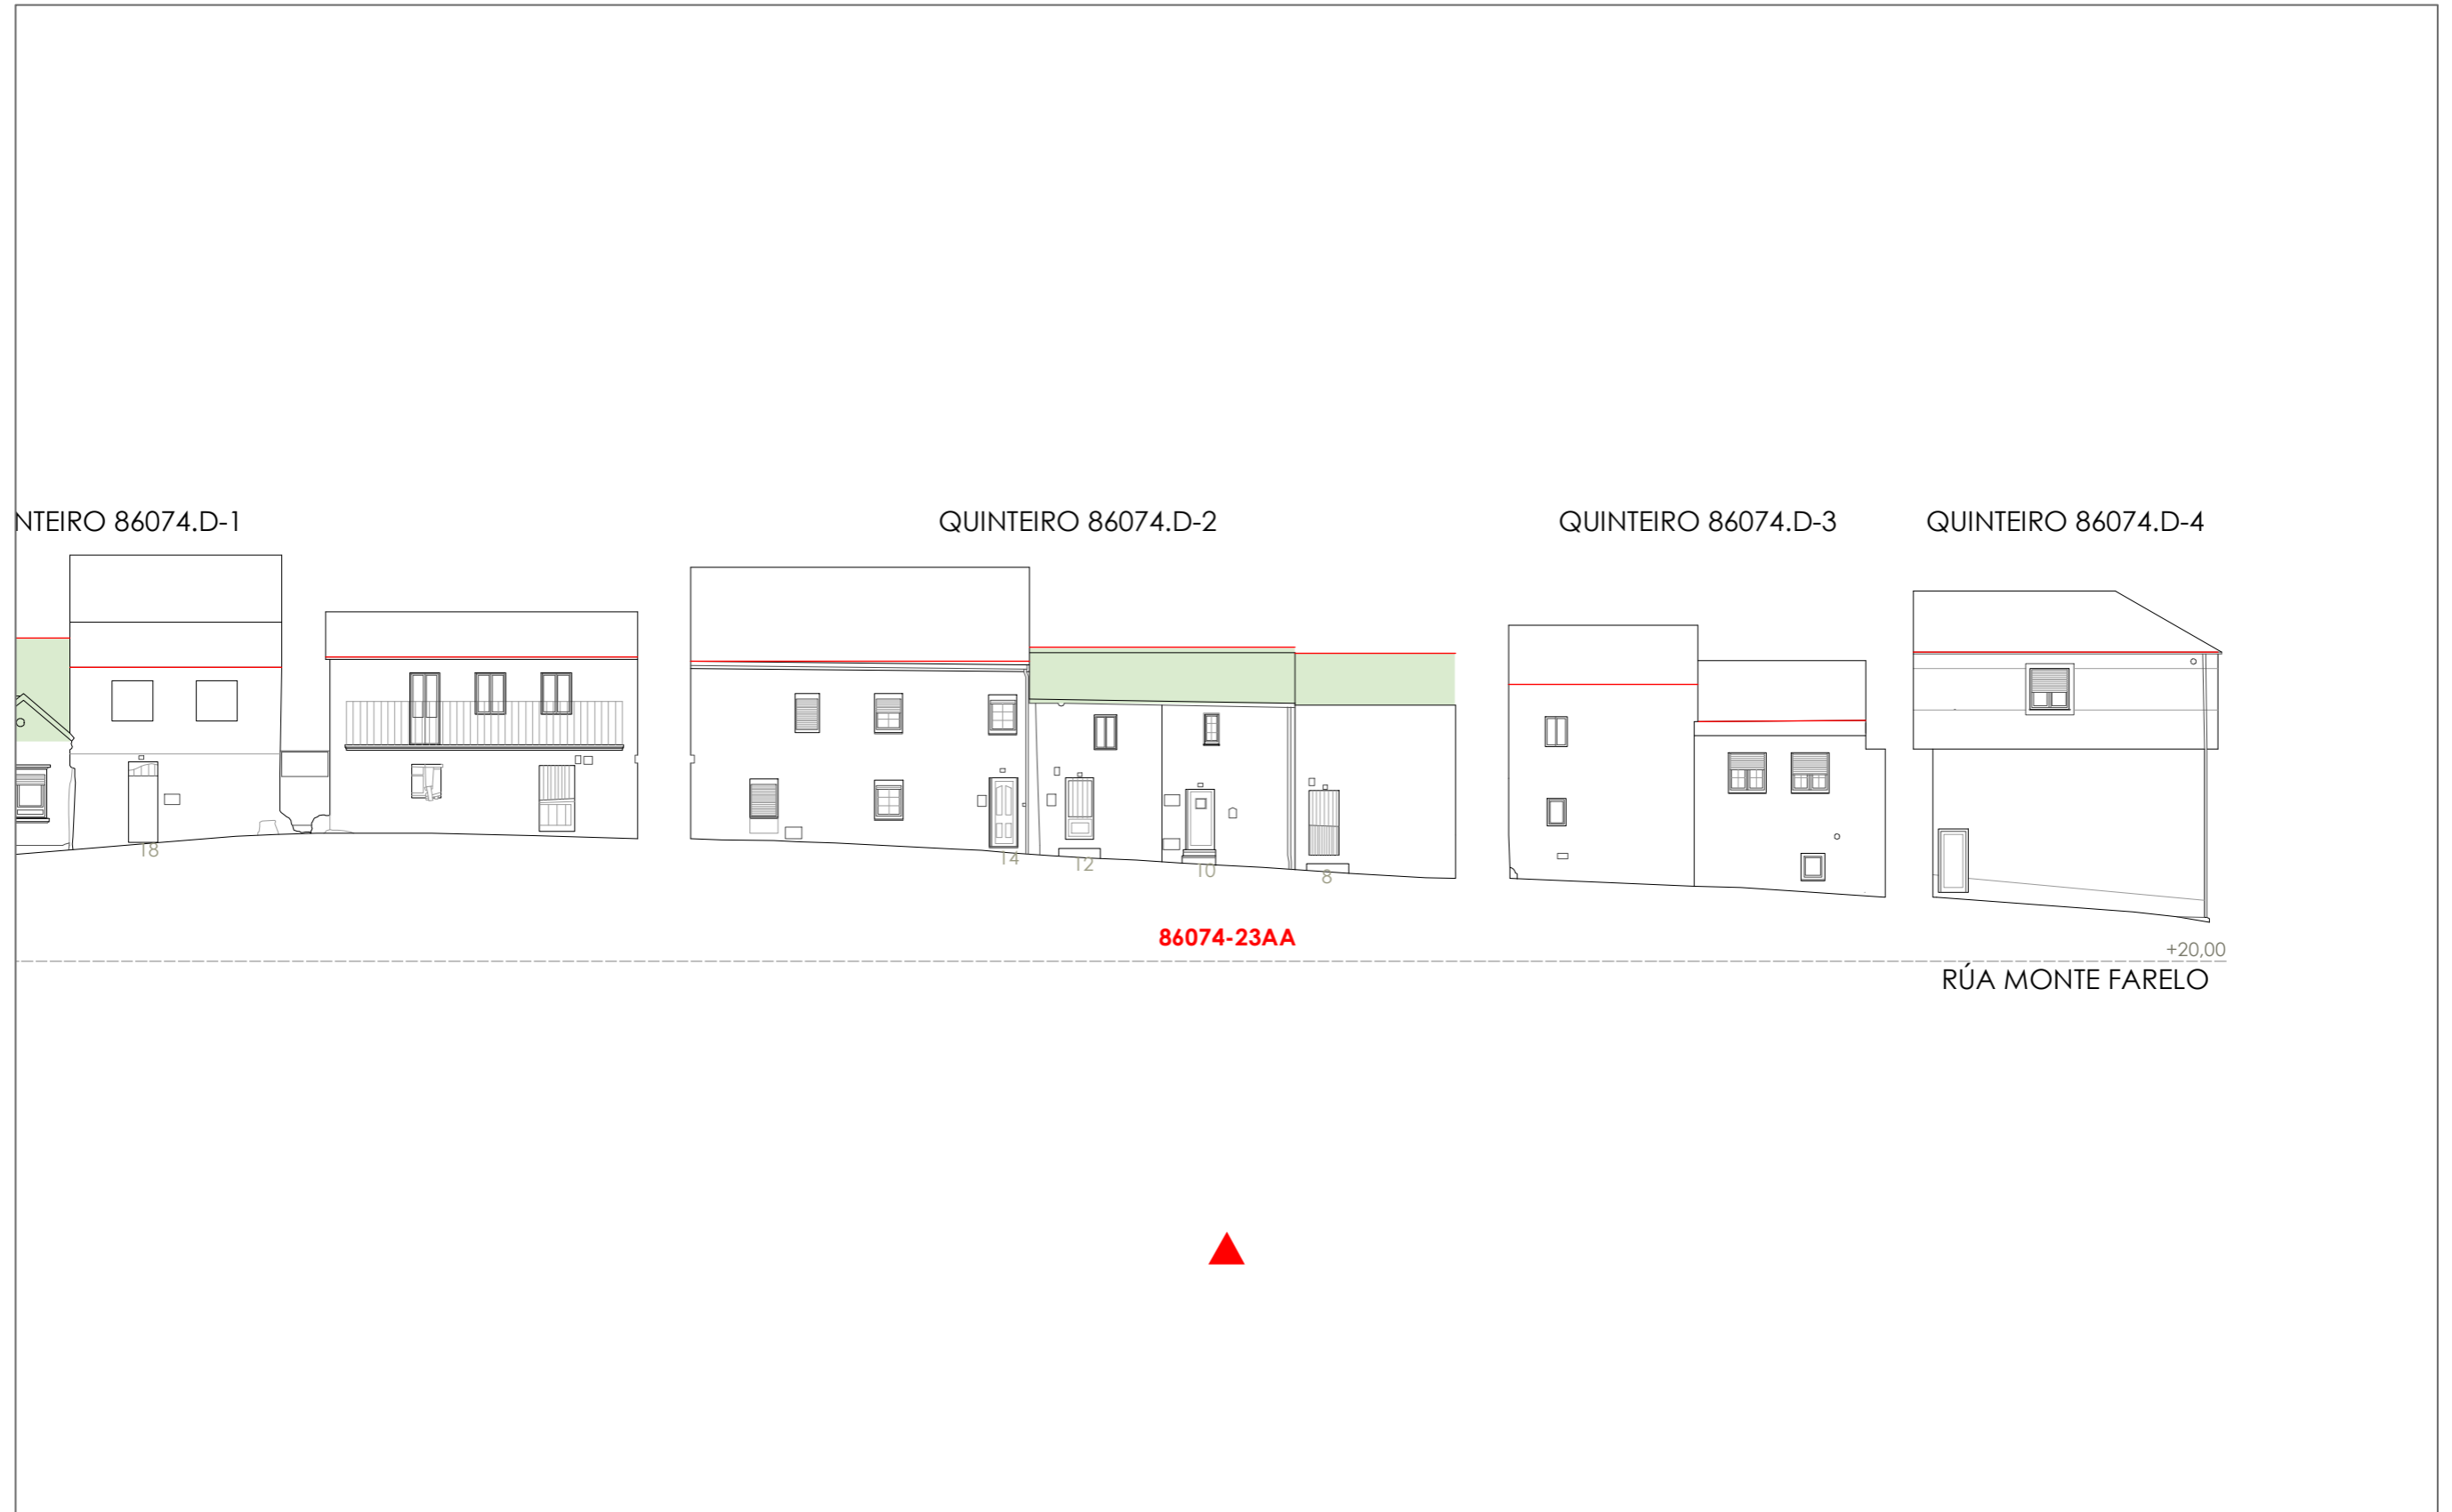 NTEIRO 86074.D-1
QUINTEIRO 86074.D-2
QUINTEIRO 86074.D-3
QUINTEIRO 86074.D-4
18
14
12
10
8
86074-23AA
+20,00
RÚA MONTE FARELO